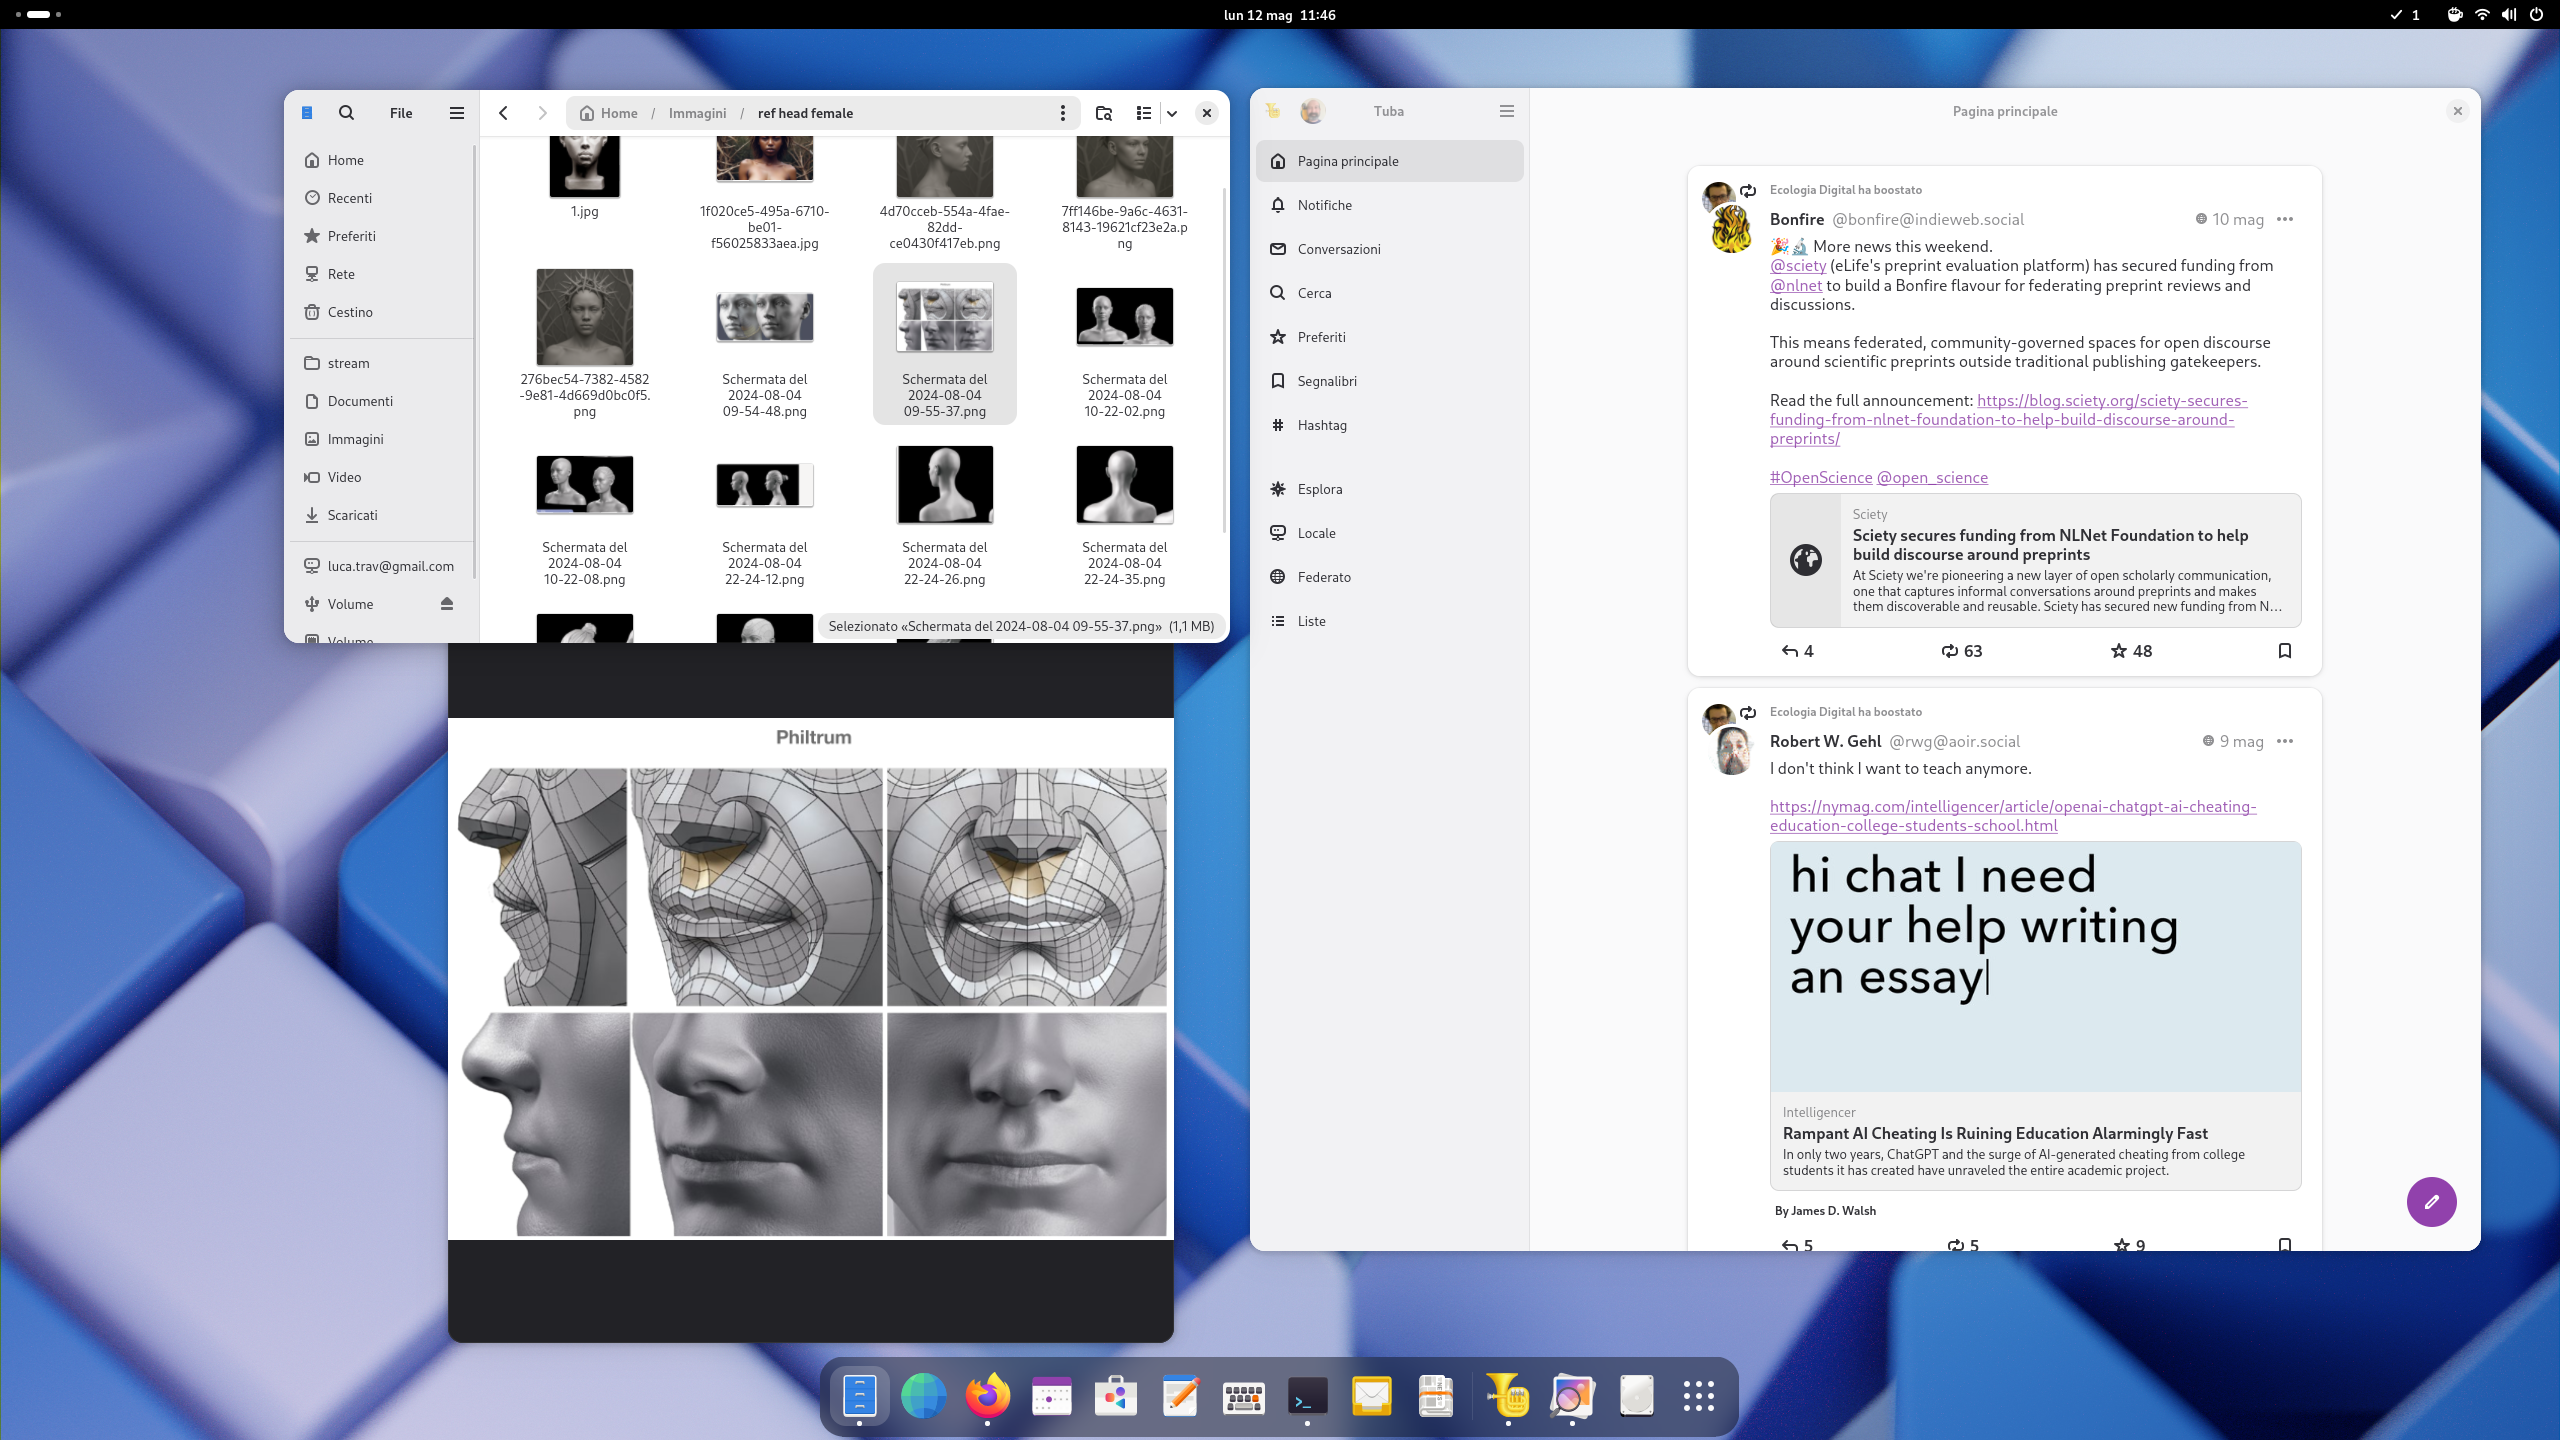 lun 12 mag 11:46
1
File
Home / Immagini / ref head female
Home
Recenti
Preferiti
Rete
Cestino
stream
Documenti
Immagini
Video
Scaricati
luca.trav@gmail.com
Volume
Volume
1.jpg
1f020ce5-495a-6710-
be01-
f56025833aea.jpg
4d70cceb-554a-4fae-
82dd-
ce0430f417eb.png
7ff146be-9a6c-4631-
8143-19621cf23e2a.p
ng
276bec54-7382-4582
-9e81-4d669d0bc0f5.
png
Schermata del
2024-08-04
09-54-48.png
Schermata del
2024-08-04
09-55-37.png
Schermata del
2024-08-04
10-22-02.png
Schermata del
2024-08-04
10-22-08.png
Schermata del
2024-08-04
22-24-12.png
Schermata del
2024-08-04
22-24-26.png
Schermata del
2024-08-04
22-24-35.png
Selezionato «Schermata del 2024-08-04 09-55-37.png» (1,1 MB)
Philtrum
Tuba
Pagina principale
Notifiche
Conversazioni
Cerca
Preferiti
Segnalibri
Hashtag
Esplora
Locale
Federato
Liste
Pagina principale
Ecologia Digital ha boostato
Bonfire @bonfire@indieweb.social 10 mag
🎉🔬 More news this weekend.
@sciety (eLife's preprint evaluation platform) has secured funding from
@nlnet to build a Bonfire flavour for federating preprint reviews and
discussions.
This means federated, community-governed spaces for open discourse
around scientific preprints outside traditional publishing gatekeepers.
Read the full announcement: https://blog.sciety.org/sciety-secures-
funding-from-nlnet-foundation-to-help-build-discourse-around-
preprints/
#OpenScience @open_science
Sciety
Sciety secures funding from NLNet Foundation to help
build discourse around preprints
At Sciety we're pioneering a new layer of open scholarly communication,
one that captures informal conversations around preprints and makes
them discoverable and reusable. Sciety has secured new funding from N…
4 63 48
Ecologia Digital ha boostato
Robert W. Gehl @rwg@aoir.social 9 mag
I don't think I want to teach anymore.
https://nymag.com/intelligencer/article/openai-chatgpt-ai-cheating-
education-college-students-school.html
hi chat I need
your help writing
an essay
Intelligencer
Rampant AI Cheating Is Ruining Education Alarmingly Fast
In only two years, ChatGPT and the surge of AI-generated cheating from college
students it has created have unraveled the entire academic project.
By James D. Walsh
5 5 9